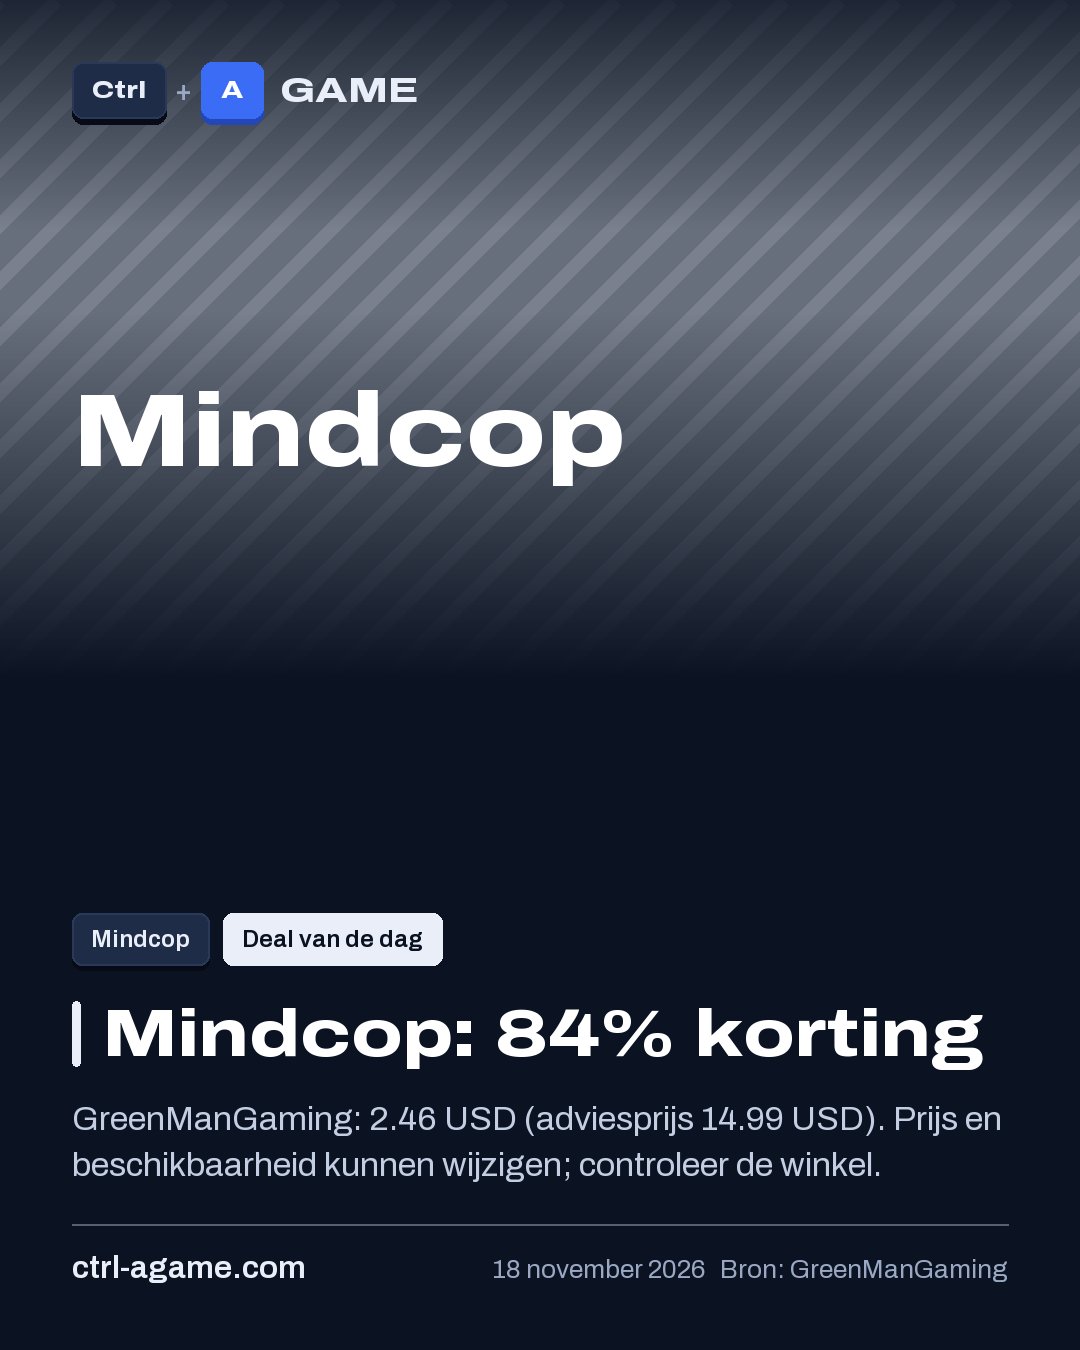 Ctrl + A GAME
Mindcop
Mindcop Deal van de dag
Mindcop: 84% korting
GreenManGaming: 2.46 USD (adviesprijs 14.99 USD). Prijs en
beschikbaarheid kunnen wijzigen; controleer de winkel.
ctrl-agame.com 18 november 2026 Bron: GreenManGaming